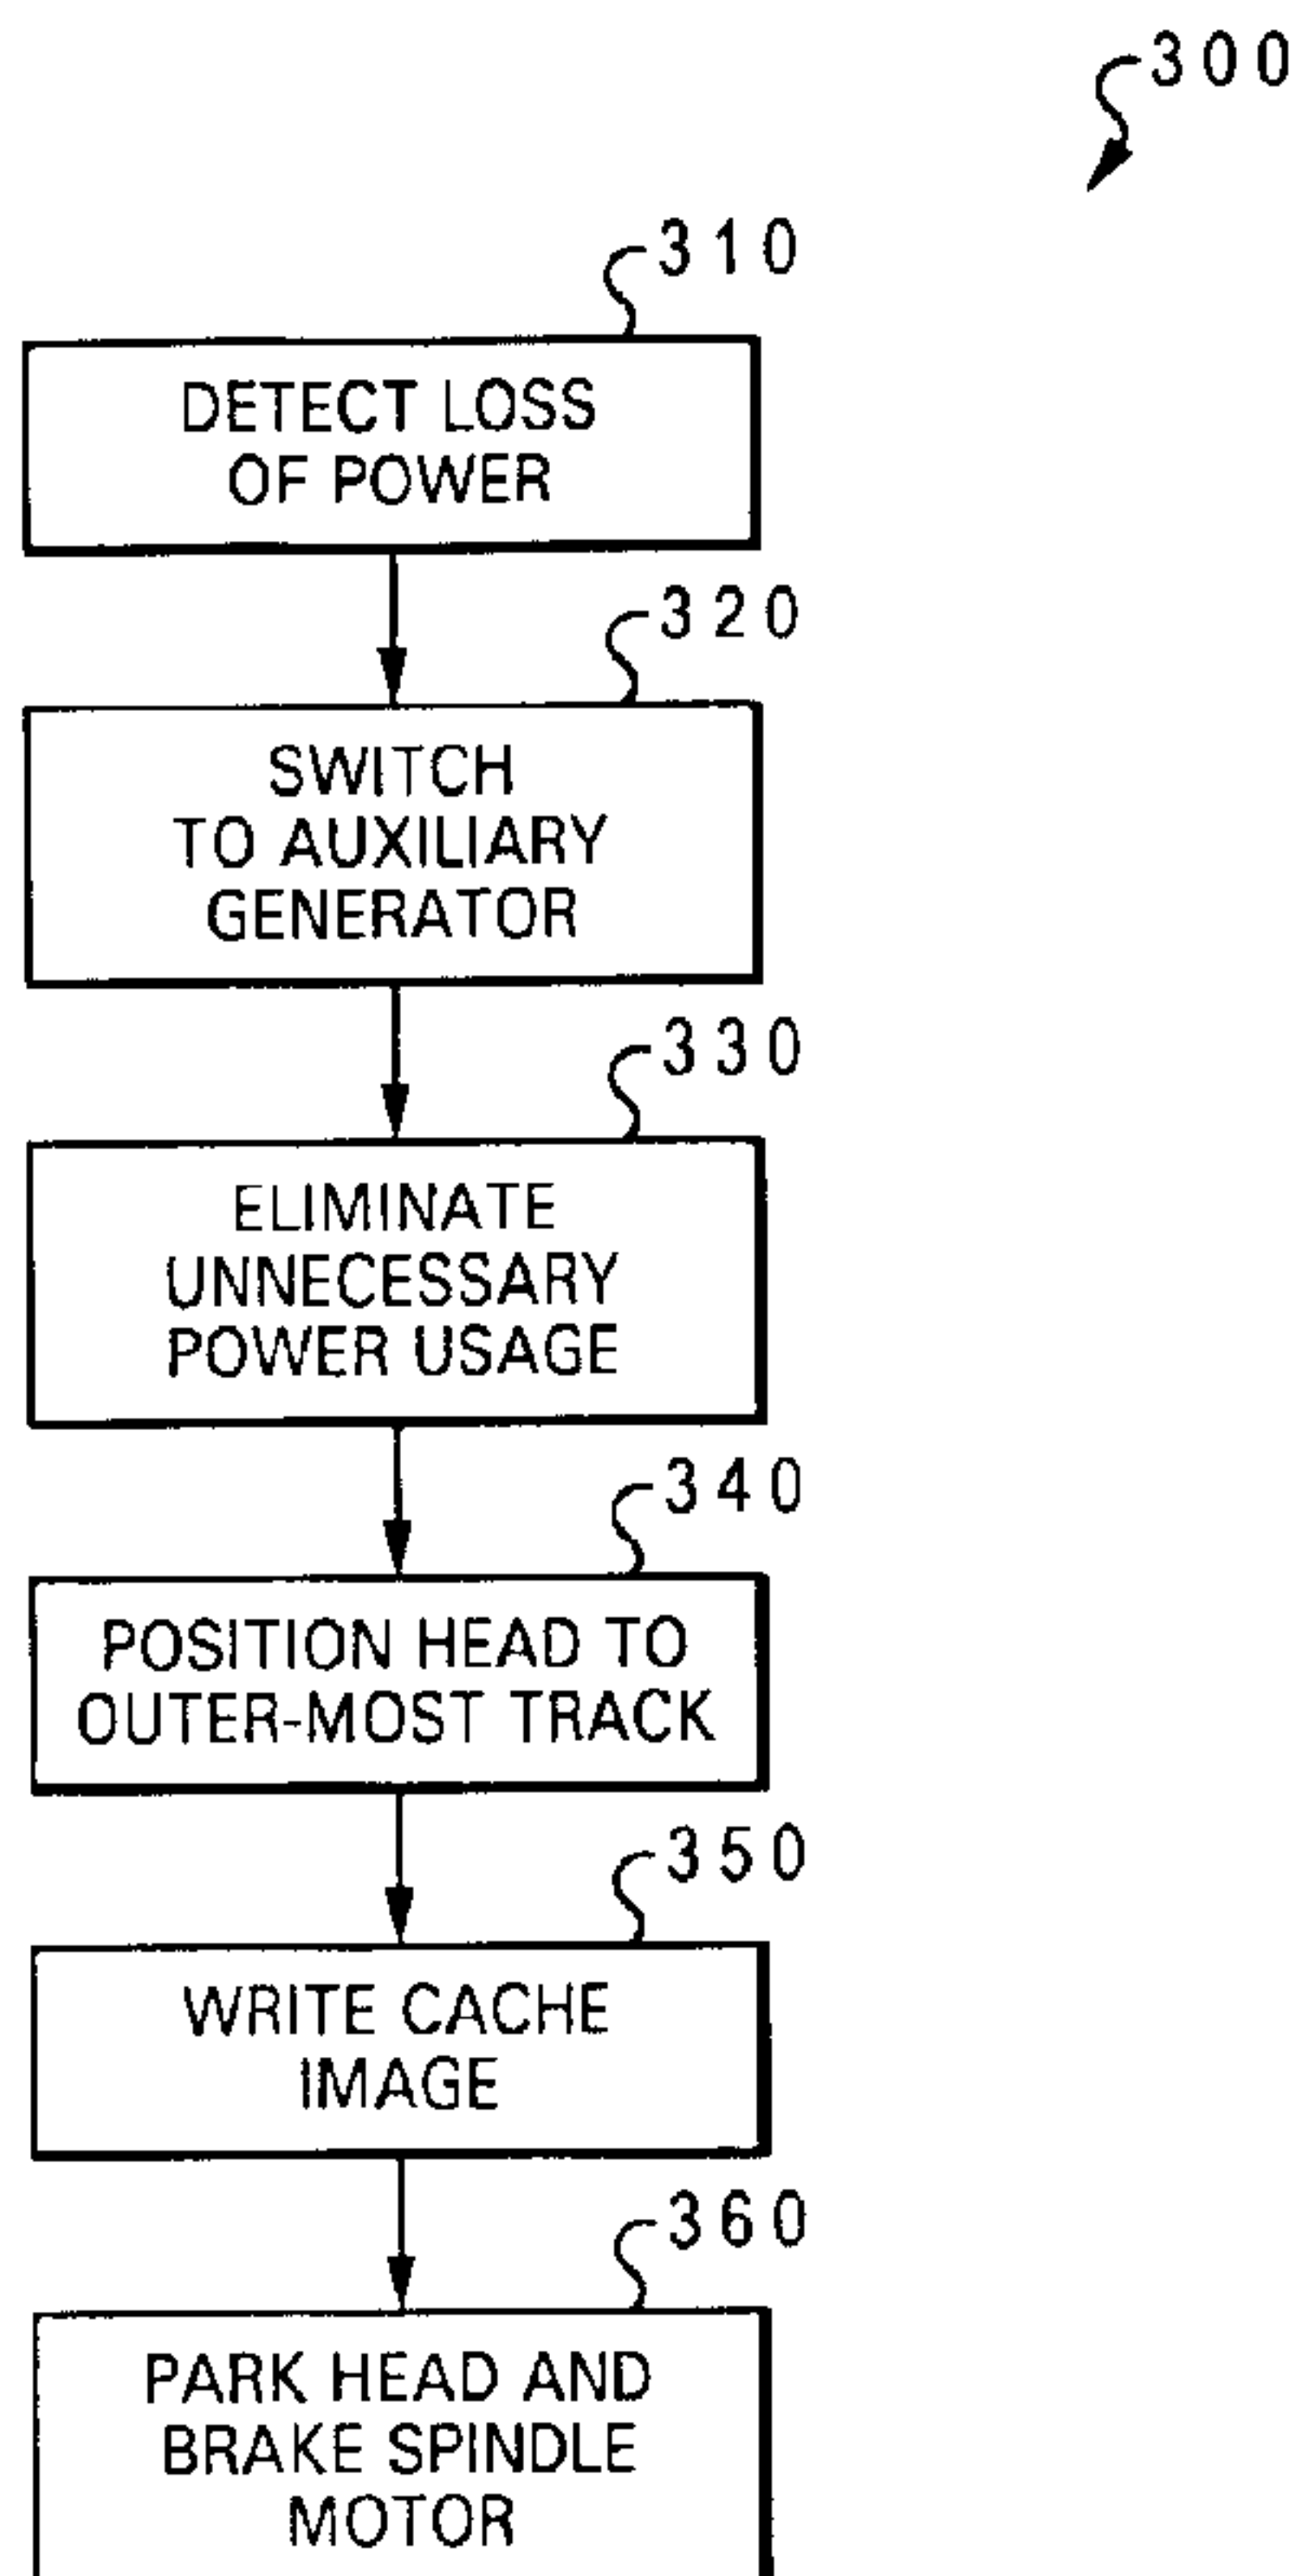 300
310
DETECT LOSS
OF POWER
320
SWITCH
TO AUXILIARY
GENERATOR
330
ELIMINATE
UNNECESSARY
POWER USAGE
340
POSITION HEAD TO
OUTER-MOST TRACK
350
WRITE CACHE
IMAGE
360
PARK HEAD AND
BRAKE SPINDLE
MOTOR